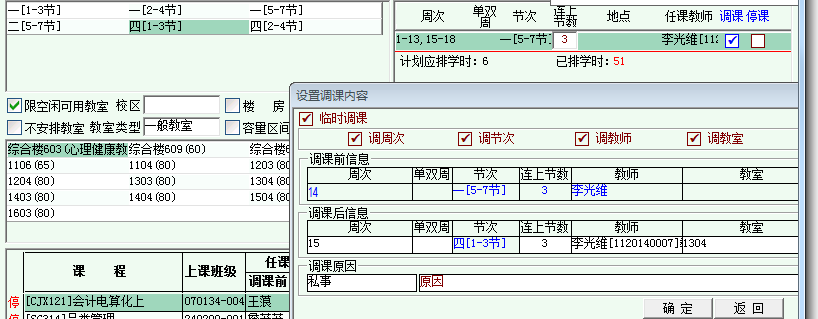 一[1-3节] 一[2-4节] 一[5-7节]
二[5-7节] 四[1-3节] 四[2-4节]
周次 单双周 节次 连上节数 地点 任课教师 调课 停课
1-13,15-18 一[5-7节] 3 李光维[112
计划应排学时：6 已排学时：51
限空闲可用教室 校区 楼 房
不安排教室 教室类型 一般教室 容量区间
综合楼603(心理健康教 综合楼609(60) 综合楼6
1106(65) 1104(80) 1203(80)
1204(80) 1303(80) 1304(80)
1403(80) 1404(80) 1504(80)
1603(80)
设置调课内容
临时调课
调周次 调节次 调教师 调教室
调课前信息
周次 单双周 节次 连上节数 教师 教室
14 一[5-7节] 3 李光维
调课后信息
周次 单双周 节次 连上节数 教师 教室
15 四[1-3节] 3 李光维[1120140007] 1304
调课原因
私事 原因
确 定 返 回
课 程 上课班级 任课
调课前
停 [CJX121]会计电算化上 070134-004